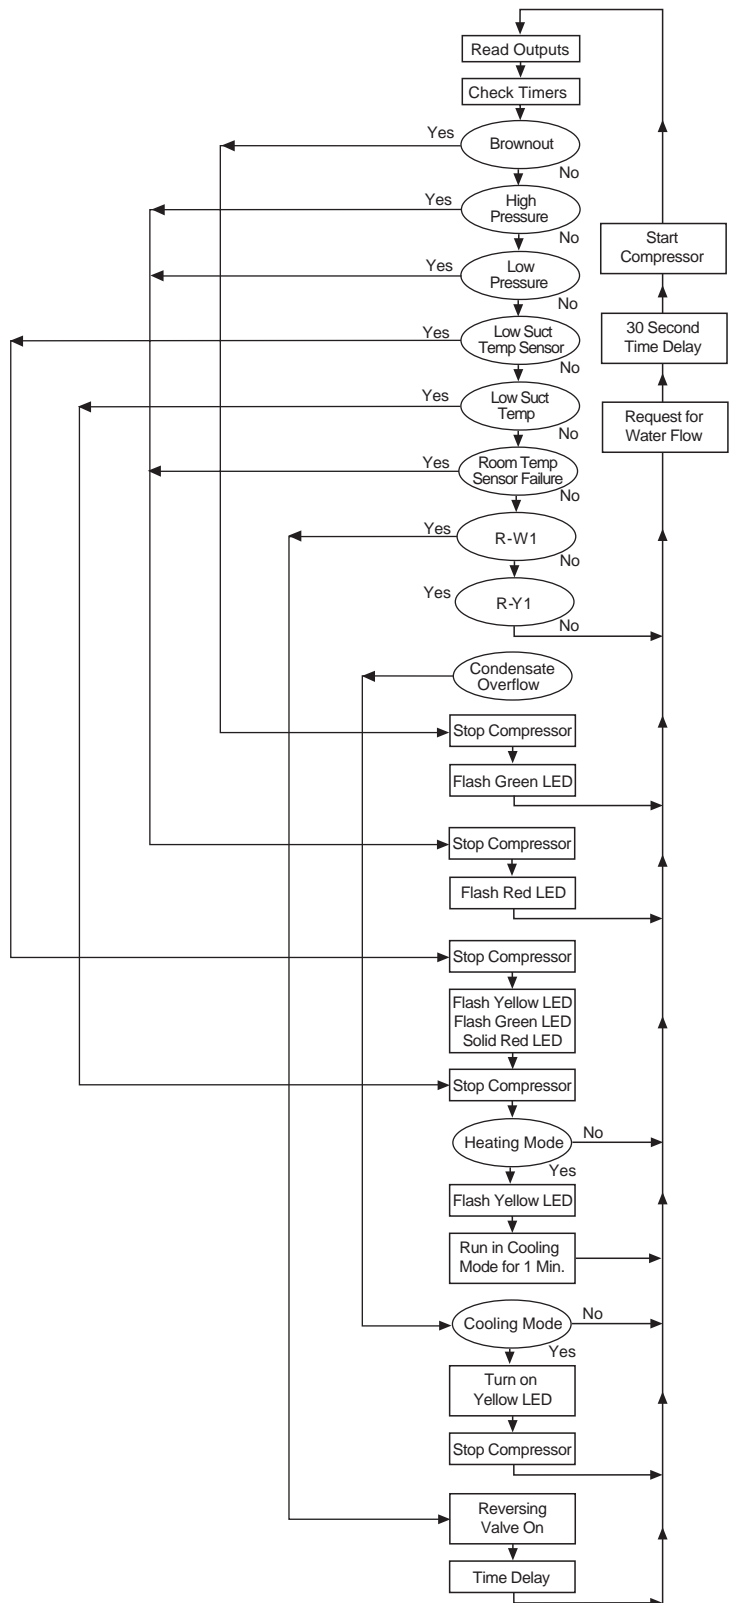 Read Outputs
Check Timers
Yes
Brownout
No
Yes
High
Pressure
No
Start
Compressor
Yes
Low
Pressure
No
30 Second
Time Delay
Yes
Low Suct
Temp Sensor
No
Yes
Low Suct
Temp
No
Request for
Water Flow
Yes
Room Temp
Sensor Failure
No
Yes
R-W1
No
Yes
R-Y1
No
Condensate
Overflow
Stop Compressor
Flash Green LED
Stop Compressor
Flash Red LED
Stop Compressor
Flash Yellow LED
Flash Green LED
Solid Red LED
Stop Compressor
Heating Mode
No
Yes
Flash Yellow LED
Run in Cooling
Mode for 1 Min.
Cooling Mode
No
Yes
Turn on
Yellow LED
Stop Compressor
Reversing
Valve On
Time Delay